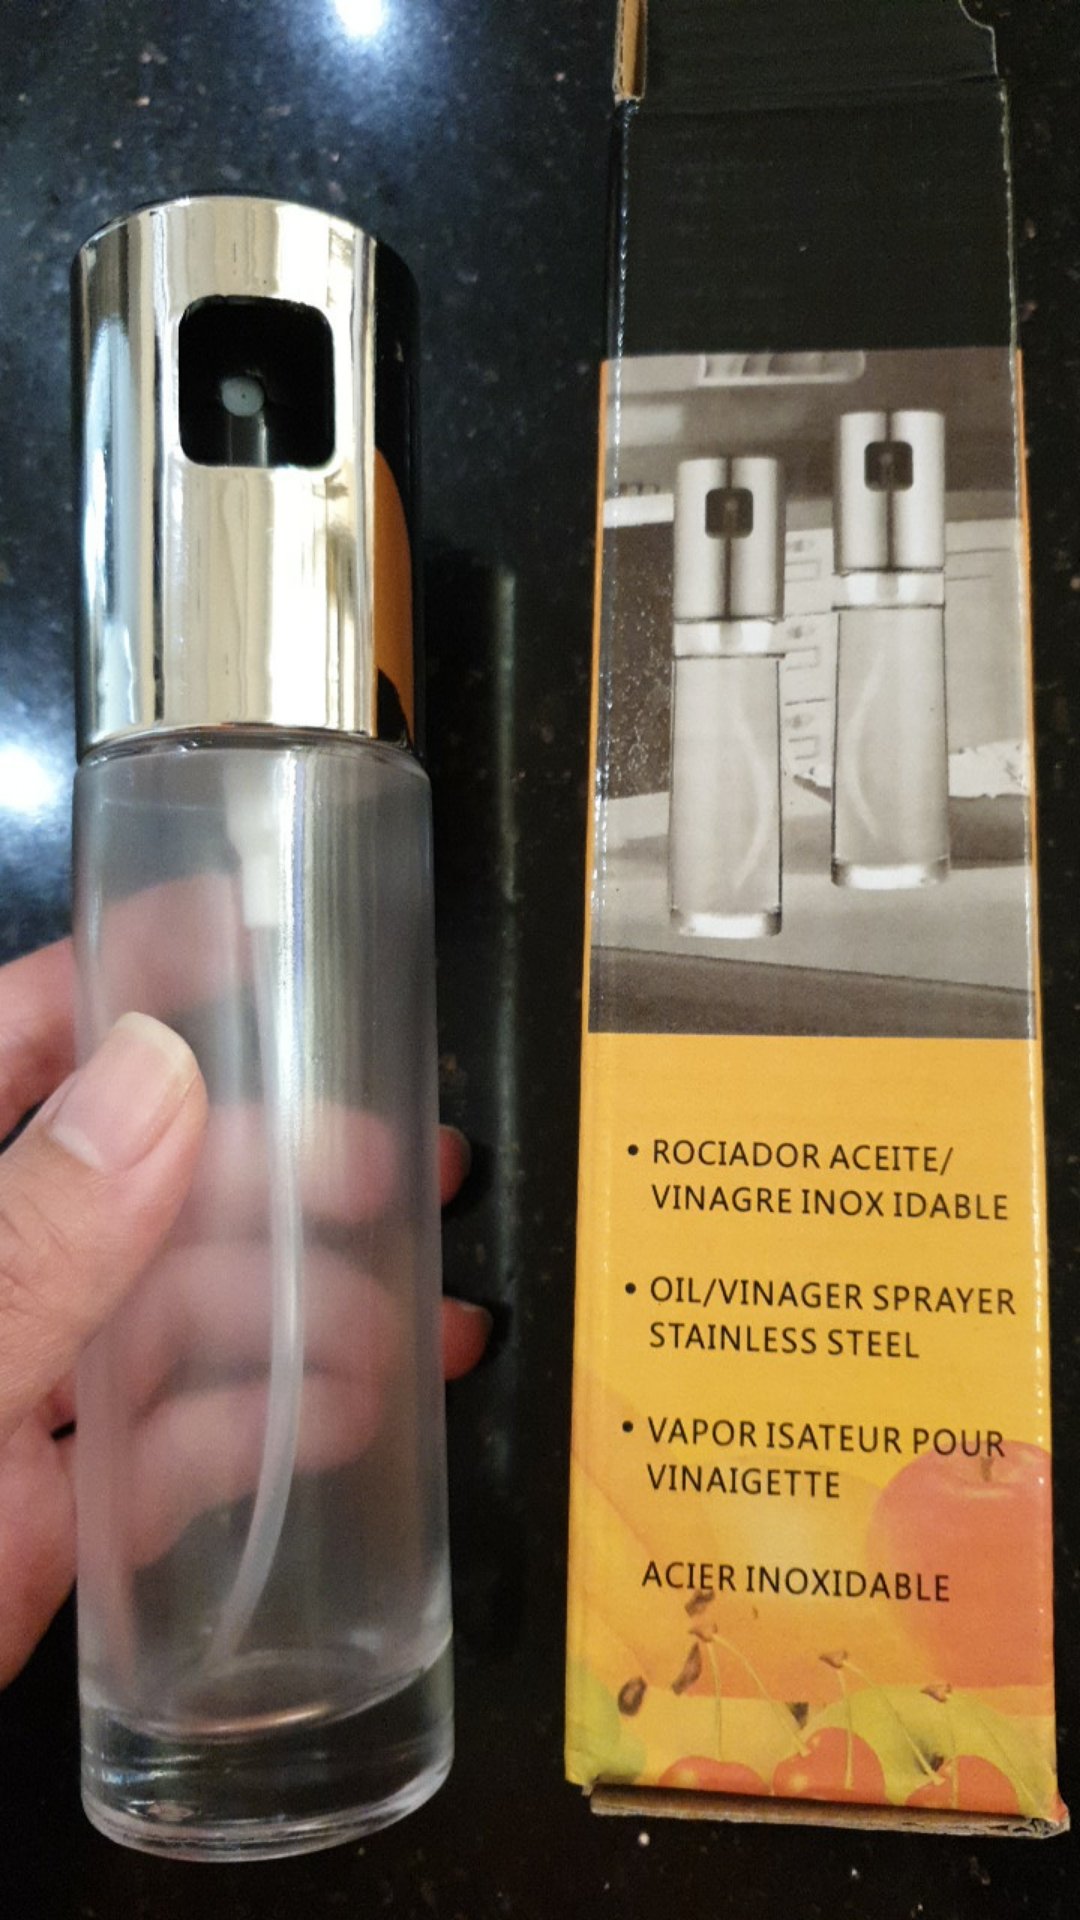 • ROCIADOR ACEITE/
VINAGRE INOX IDABLE
• OIL/VINAGER SPRAYER
STAINLESS STEEL
• VAPOR ISATEUR POUR
VINAIGETTE
ACIER INOXIDABLE